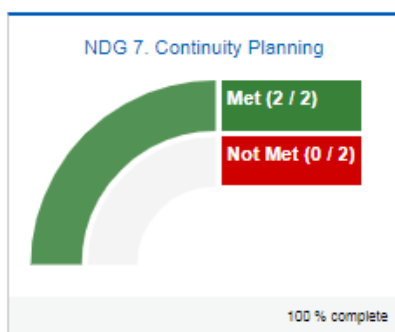 NDG 7. Continuity Planning
Met (2 / 2)
Not Met (0 / 2)
100 % complete